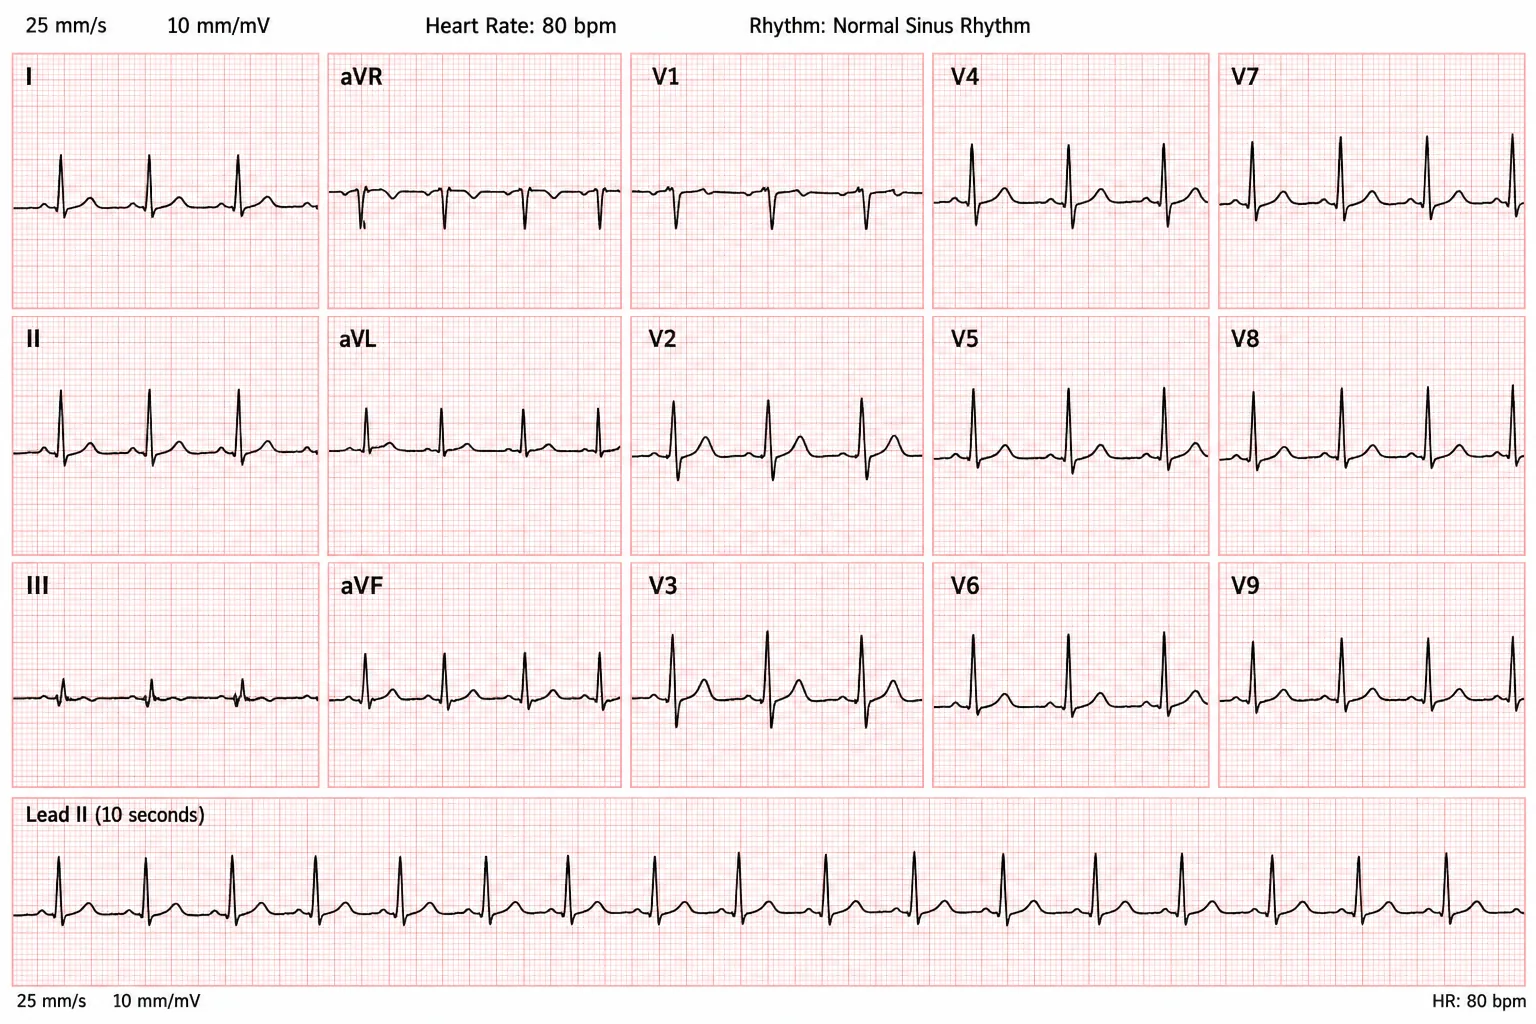 25 mm/s 10 mm/mV Heart Rate: 80 bpm Rhythm: Normal Sinus Rhythm
I aVR V1 V4 V7
II aVL V2 V5 V8
III aVF V3 V6 V9
Lead II (10 seconds)
25 mm/s 10 mm/mV HR: 80 bpm